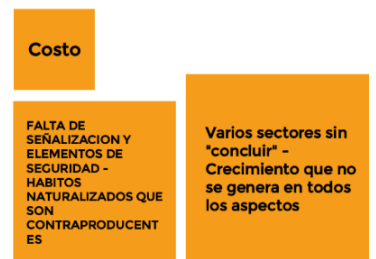 Costo
FALTA DE
SEÑALIZACION Y
ELEMENTOS DE
SEGURIDAD -
HABITOS
NATURALIZADOS QUE
SON
CONTRAPRODUCENT
ES
Varios sectores sin
"concluir" -
Crecimiento que no
se genera en todos
los aspectos